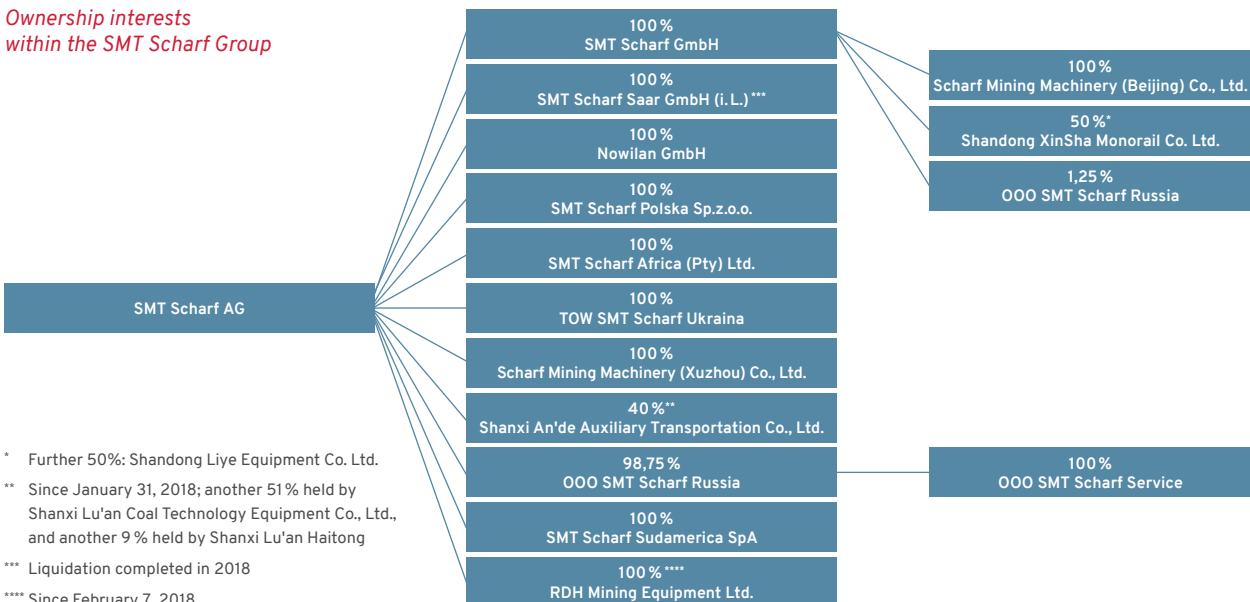 Ownership interests
within the SMT Scharf Group
SMT Scharf AG
100 %
SMT Scharf GmbH
100 %
SMT Scharf Saar GmbH (i. L.) ***
100 %
Nowilan GmbH
100 %
SMT Scharf Polska Sp.z.o.o.
100 %
SMT Scharf Africa (Pty) Ltd.
100 %
TOW SMT Scharf Ukraina
100 %
Scharf Mining Machinery (Xuzhou) Co., Ltd.
40 %**
Shanxi An'de Auxiliary Transportation Co., Ltd.
98,75 %
OOO SMT Scharf Russia
100 %
SMT Scharf Sudamerica SpA
100 % ****
RDH Mining Equipment Ltd.
100 %
Scharf Mining Machinery (Beijing) Co., Ltd.
50 %*
Shandong XinSha Monorail Co. Ltd.
1,25 %
OOO SMT Scharf Russia
100 %
OOO SMT Scharf Service
* Further 50%: Shandong Liye Equipment Co. Ltd.
** Since January 31, 2018; another 51 % held by
Shanxi Lu'an Coal Technology Equipment Co., Ltd.,
and another 9 % held by Shanxi Lu'an Haitong
*** Liquidation completed in 2018
**** Since February 7, 2018